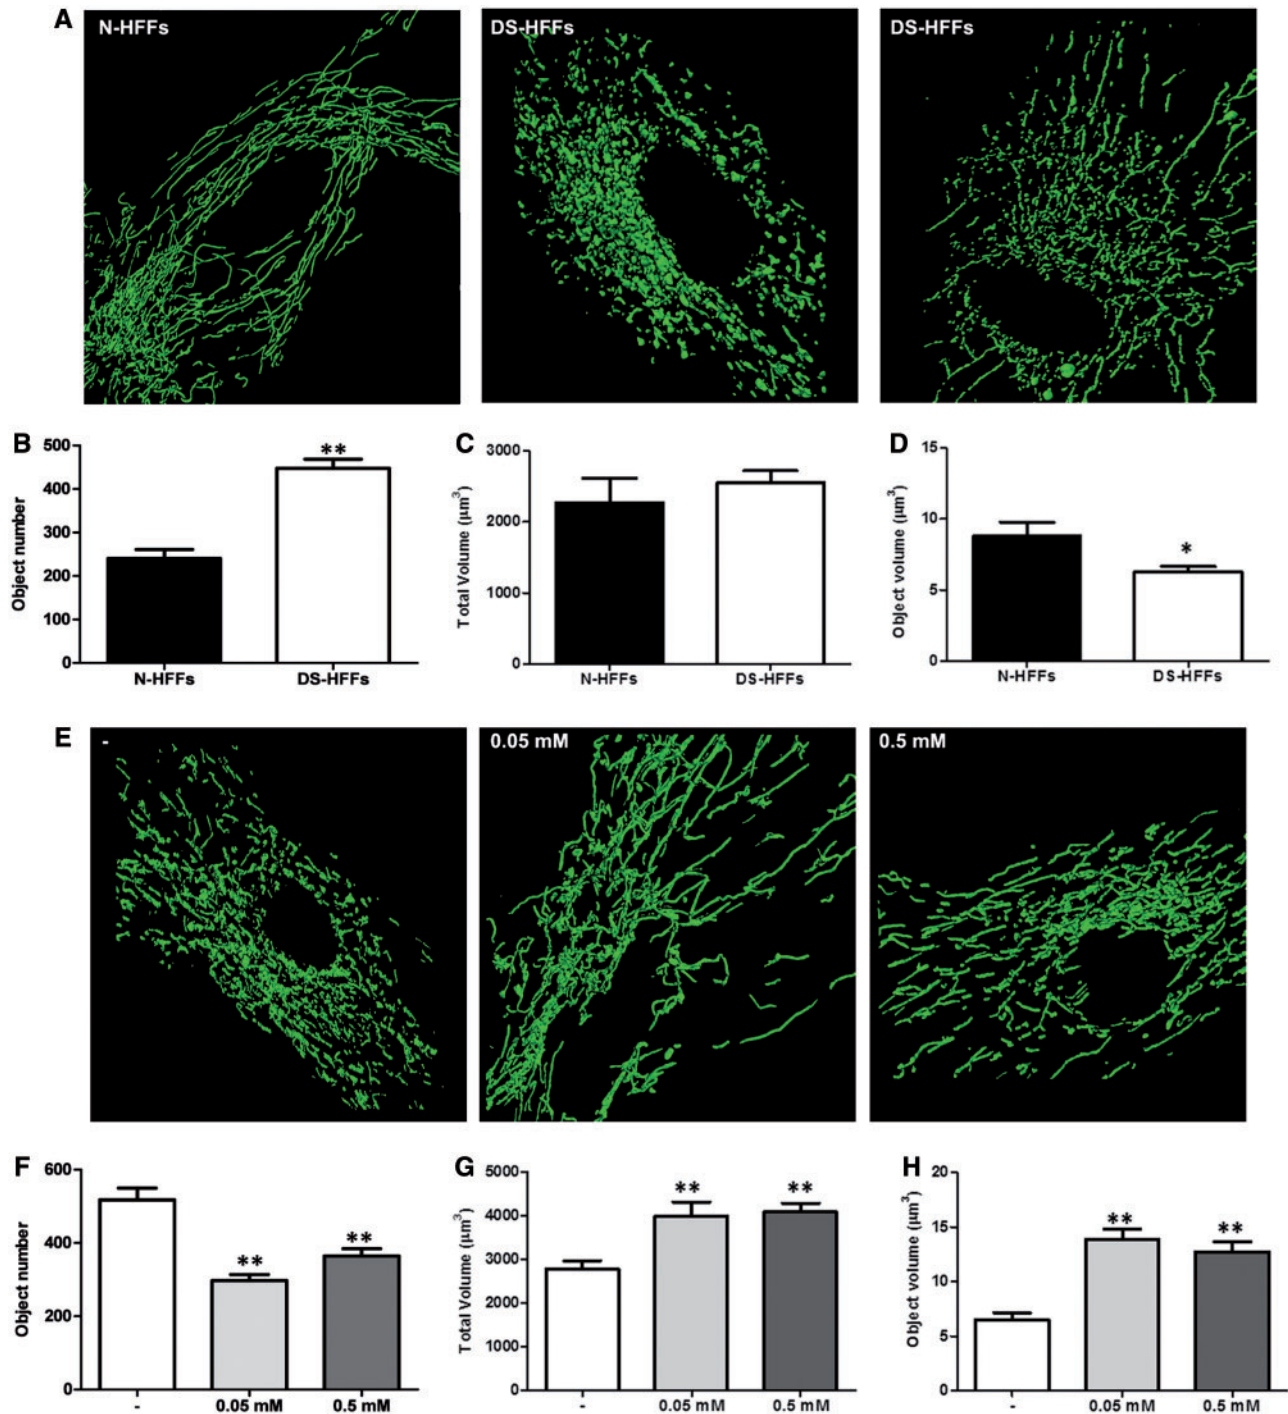 A
N-HFFs
DS-HFFs
DS-HFFs
B
Object number
500
400
300
200
100
0
**
N-HFFs
DS-HFFs
C
Total Volume (µm³)
3000
2000
1000
0
N-HFFs
DS-HFFs
D
Object volume (µm³)
15
10
5
0
*
N-HFFs
DS-HFFs
E
-
0.05 mM
0.5 mM
F
Object number
600
400
200
0
**
**
-
0.05 mM
0.5 mM
G
Total Volume (µm³)
5000
4000
3000
2000
1000
0
**
**
-
0.05 mM
0.5 mM
H
Object volume (µm³)
20
15
10
5
0
**
**
-
0.05 mM
0.5 mM